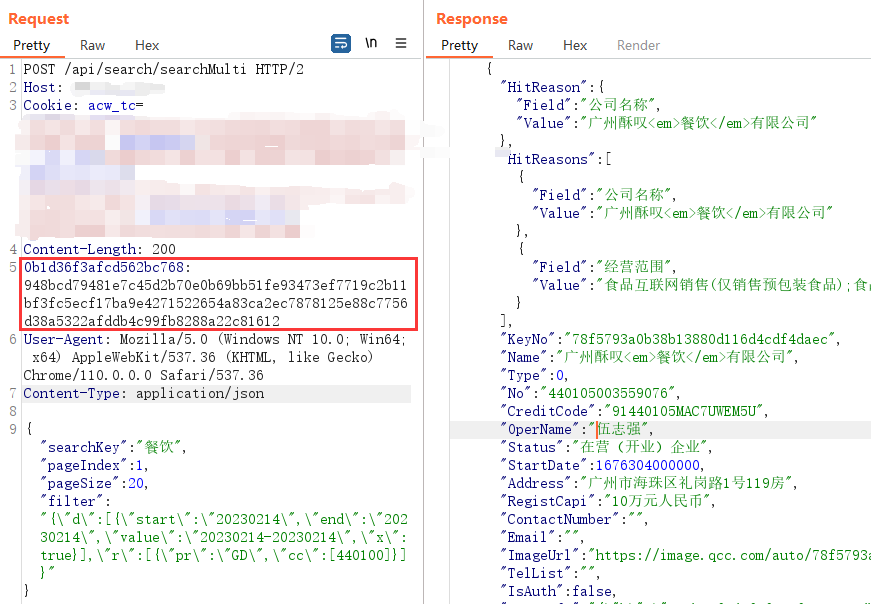 Request
Pretty Raw Hex \n
1 POST /api/search/searchMulti HTTP/2
2 Host:
3 Cookie: acw_tc=
4 Content-Length: 200
5 0b1d36f3afcd562bc768:
948bcd79481e7c45d2b70e0b69bb51fe93473ef7719c2b11
bf3fc5ecf17ba9e4271522654a83ca2ec7878125e88c7756
d38a5322afddb4c99fb8288a22c81612
6 User-Agent: Mozilla/5.0 (Windows NT 10.0; Win64;
x64) AppleWebKit/537.36 (KHTML, like Gecko)
Chrome/110.0.0.0 Safari/537.36
7 Content-Type: application/json
8
9 {
"searchKey":"餐饮",
"pageIndex":1,
"pageSize":20,
"filter":
"{\"d\":[{\"start\":\"20230214\",\"end\":\"202
30214\",\"value\":\"20230214-20230214\",\"x\":
true}],\"r\":[{\"pr\":\"GD\",\"cc\":[440100]}]
}"
}
Response
Pretty Raw Hex Render
{
"HitReason":{
"Field":"公司名称",
"Value":"广州酥叹<em>餐饮</em>有限公司"
},
HitReasons":[
{
"Field":"公司名称",
"Value":"广州酥叹<em>餐饮</em>有限公司"
},
{
"Field":"经营范围",
"Value":"食品互联网销售(仅销售预包装食品);食
}
],
"KeyNo":"78f5793a0b38b13880d116d4cdf4daec",
"Name":"广州酥叹<em>餐饮</em>有限公司",
"Type":0,
"No":"440105003559076",
"CreditCode":"91440105MAC7UWEM5U",
"OperName":"伍志强",
"Status":"在营（开业）企业",
"StartDate":1676304000000,
"Address":"广州市海珠区礼岗路1号119房",
"RegistCapi":"10万元人民币",
"ContactNumber":"",
"Email":"",
"ImageUrl":"https://image.qcc.com/auto/78f5793a
"TelList":"",
"IsAuth":false,